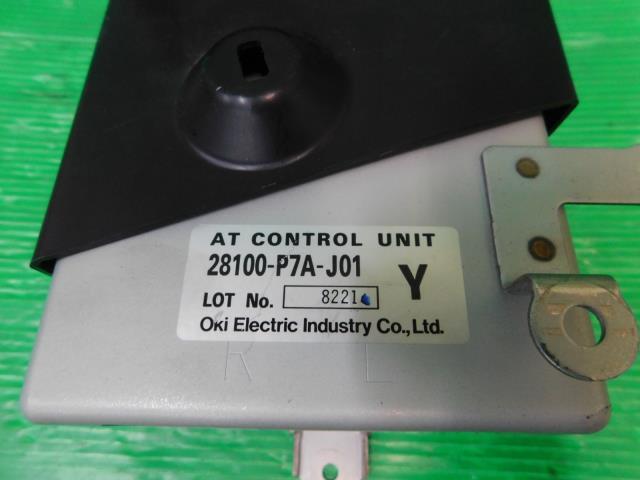 AT CONTROL UNIT
28100-P7A-J01 Y
LOT No. 8221
Oki Electric Industry Co., Ltd.
R L